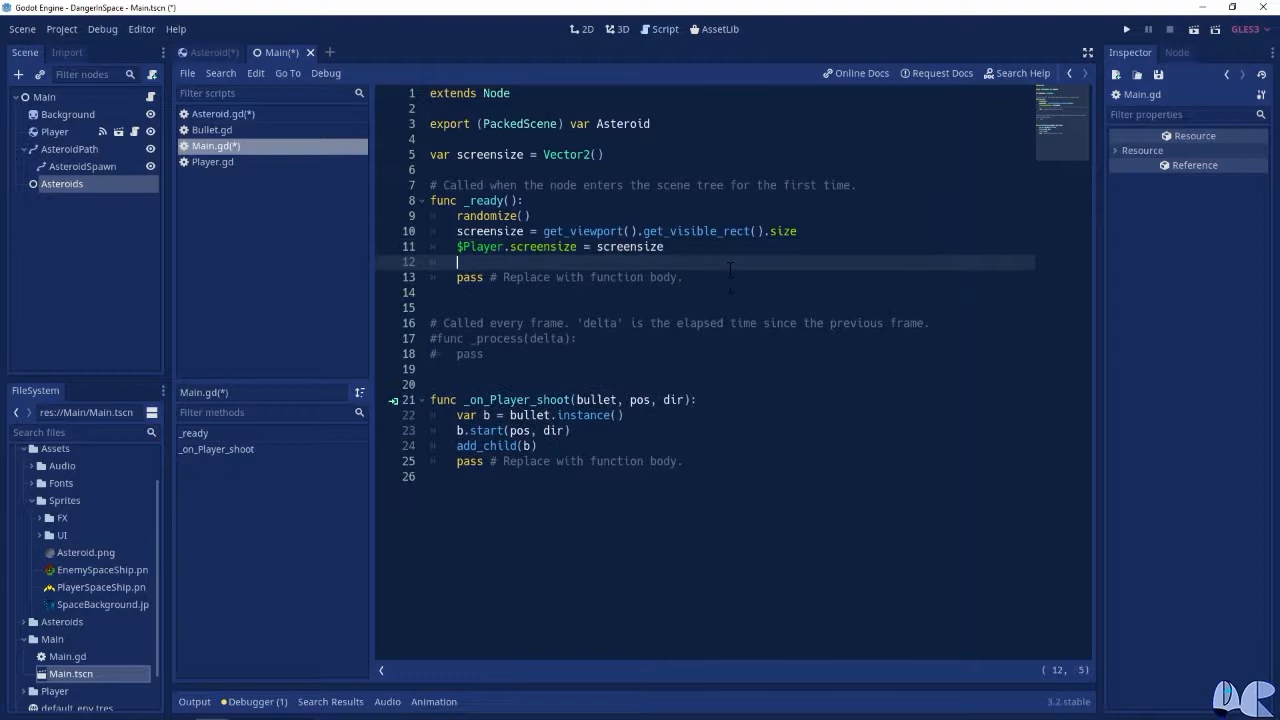 Godot Engine - DangerInSpace - Main.tscn (*)
Scene Project Debug Editor Help
2D 3D Script AssetLib
GLES3
Scene Import
Filter nodes
Main
Background
Player
AsteroidPath
AsteroidSpawn
Asteroids
FileSystem
res://Main/Main.tscn
Search files
Assets
Audio
Fonts
Sprites
FX
UI
Asteroid.png
EnemySpaceShip.pn
PlayerSpaceShip.pn
SpaceBackground.jp
Asteroids
Main
Main.gd
Main.tscn
Player
default_env.tres
Asteroid(*) Main(*)
File Search Edit Go To Debug
Online Docs Request Docs Search Help
Filter scripts
Asteroid.gd(*)
Bullet.gd
Main.gd(*)
Player.gd
Main.gd(*)
Filter methods
_ready
_on_Player_shoot
1 extends Node
2
3 export (PackedScene) var Asteroid
4
5 var screensize = Vector2()
6
7 # Called when the node enters the scene tree for the first time.
8 func _ready():
9 randomize()
10 screensize = get_viewport().get_visible_rect().size
11 $Player.screensize = screensize
12
13 pass # Replace with function body.
14
15
16 # Called every frame. 'delta' is the elapsed time since the previous frame.
17 #func _process(delta):
18 # pass
19
20
21 func _on_Player_shoot(bullet, pos, dir):
22 var b = bullet.instance()
23 b.start(pos, dir)
24 add_child(b)
25 pass # Replace with function body.
26
( 12, 5)
Output Debugger (1) Search Results Audio Animation
3.2.stable
Inspector Node
Main.gd
Filter properties
Resource
Resource
Reference
DCR